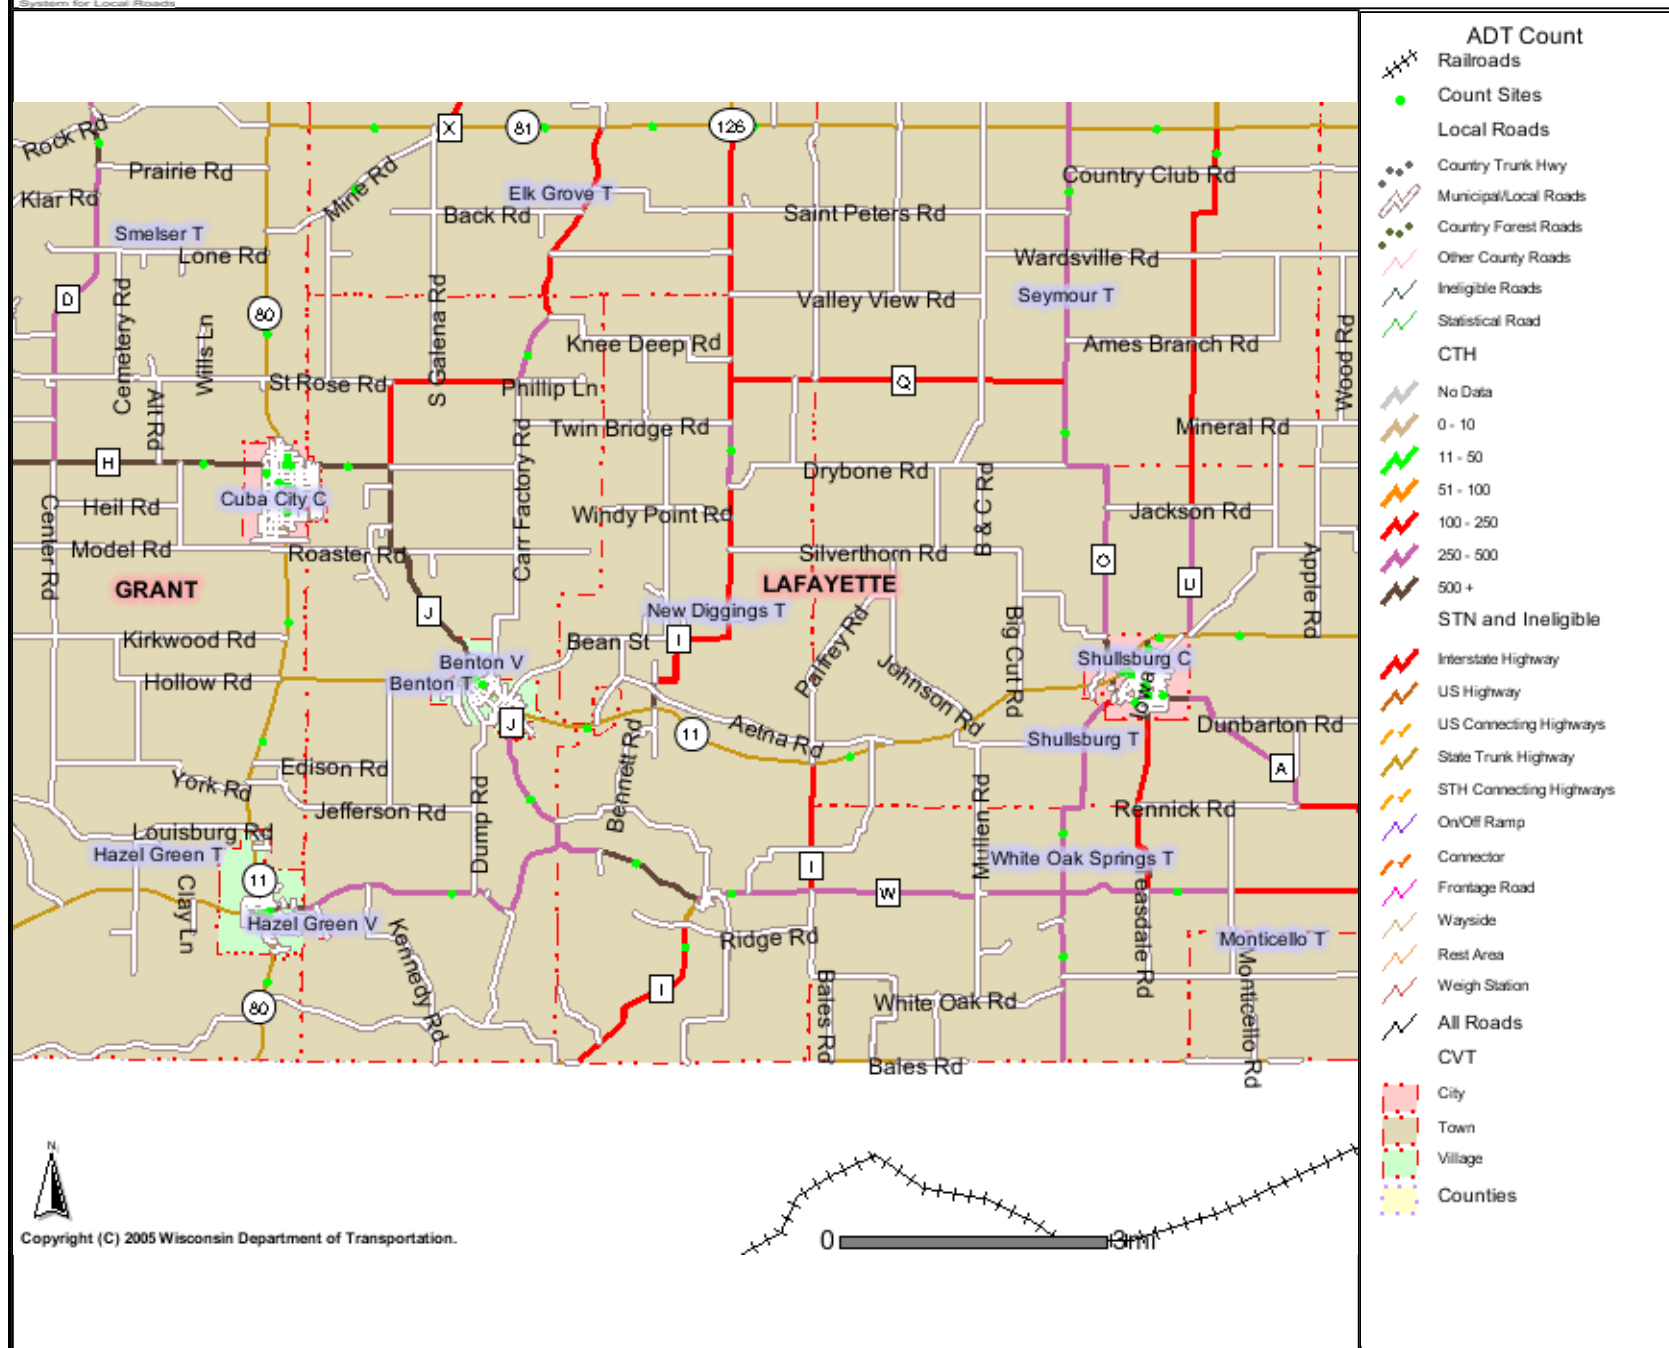 System for Local Roads
X
81
126
Rock Rd
Prairie Rd
Mine Rd
Country Club Rd
Klar Rd
Elk Grove T
Back Rd
Saint Peters Rd
Smelser T
Lone Rd
Wardsville Rd
D
Cemetery Rd
80
S Galena Rd
Valley View Rd
Seymour T
Wills Ln
Knee Deep Rd
Ames Branch Rd
Wood Rd
St Rose Rd
Phillip Ln
Q
Alt Rd
Twin Bridge Rd
Mineral Rd
H
Carr Factory Rd
Drybone Rd
B & C Rd
Cuba City C
Center Rd
Heil Rd
Windy Point Rd
Jackson Rd
Model Rd
Roaster Rd
Silverthorn Rd
O
Apple Rd
GRANT
LAFAYETTE
U
J
New Diggings T
Kirkwood Rd
Bean St
I
Palfrey Rd
Big Cut Rd
Benton V
Shullsburg C
Hollow Rd
Benton T
Johnson Rd
Iowa
J
11
Aetna Rd
Dunbarton Rd
Shullsburg T
Bennett Rd
York Rd
Edison Rd
A
Jefferson Rd
Dump Rd
Mullen Rd
Rennick Rd
Louisburg Rd
Hazel Green T
White Oak Springs T
11
I
W
Clay Ln
Hazel Green V
Kennedy Rd
Ridge Rd
Teasdale Rd
Monticello T
I
Bales Rd
White Oak Rd
Monticello Rd
80
Bales Rd
N
Copyright (C) 2005 Wisconsin Department of Transportation.
0
3mi
ADT Count
Railroads
Count Sites
Local Roads
Country Trunk Hwy
Municipal/Local Roads
Country Forest Roads
Other County Roads
Ineligible Roads
Statistical Road
CTH
No Data
0 - 10
11 - 50
51 - 100
100 - 250
250 - 500
500 +
STN and Ineligible
Interstate Highway
US Highway
US Connecting Highways
State Trunk Highway
STH Connecting Highways
On/Off Ramp
Connector
Frontage Road
Wayside
Rest Area
Weigh Station
All Roads
CVT
City
Town
Village
Counties